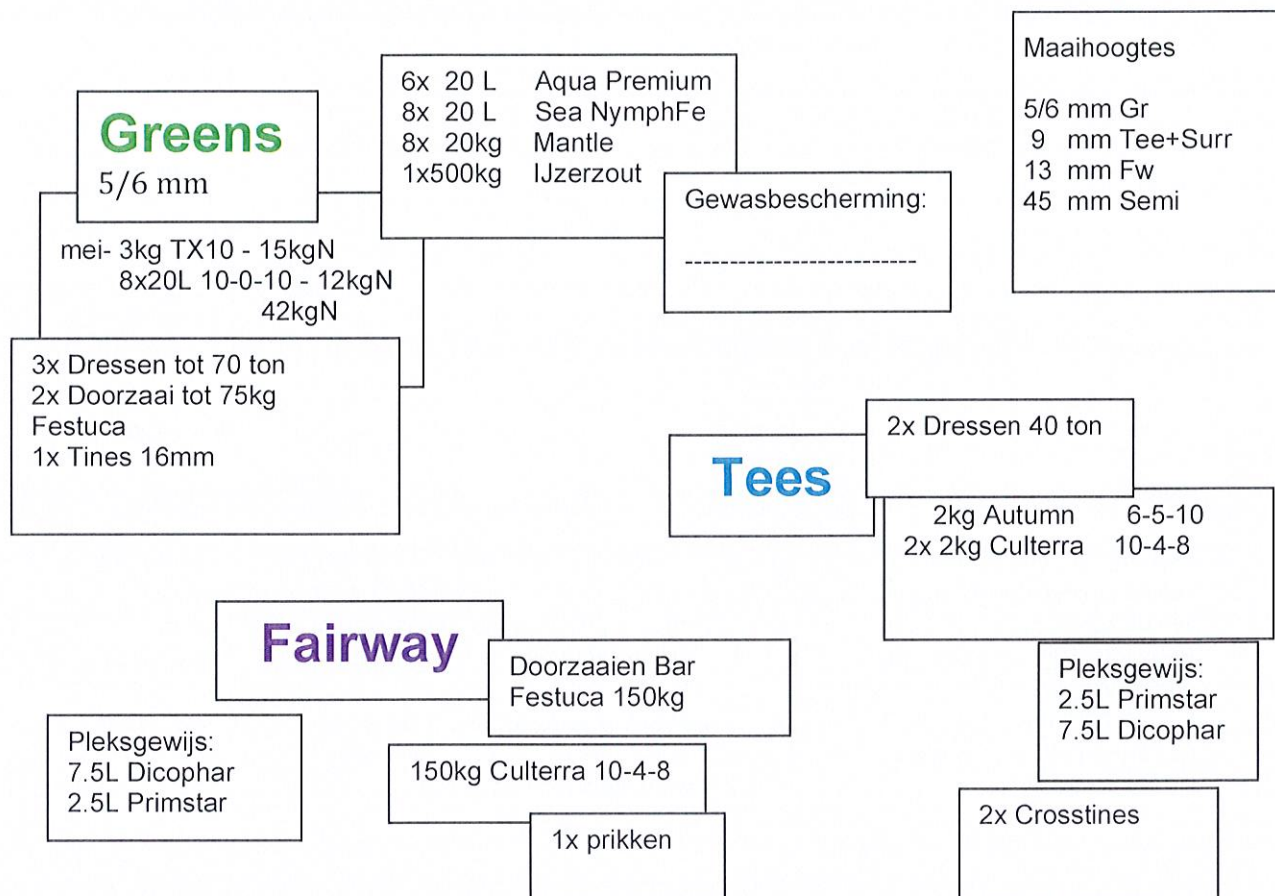 Greens
5/6 mm
6x 20 L Aqua Premium
8x 20 L Sea NymphFe
8x 20kg Mantle
1x500kg IJzerzout
Gewasbescherming:
--------------------------
Maaihoogtes
5/6 mm Gr
9 mm Tee+Surr
13 mm Fw
45 mm Semi
mei- 3kg TX10 - 15kgN
8x20L 10-0-10 - 12kgN
42kgN
3x Dressen tot 70 ton
2x Doorzaai tot 75kg
Festuca
1x Tines 16mm
Tees
2x Dressen 40 ton
2kg Autumn 6-5-10
2x 2kg Culterra 10-4-8
Pleksgewijs:
2.5L Primstar
7.5L Dicophar
2x Crosstines
Fairway
Doorzaaien Bar
Festuca 150kg
Pleksgewijs:
7.5L Dicophar
2.5L Primstar
150kg Culterra 10-4-8
1x prikken